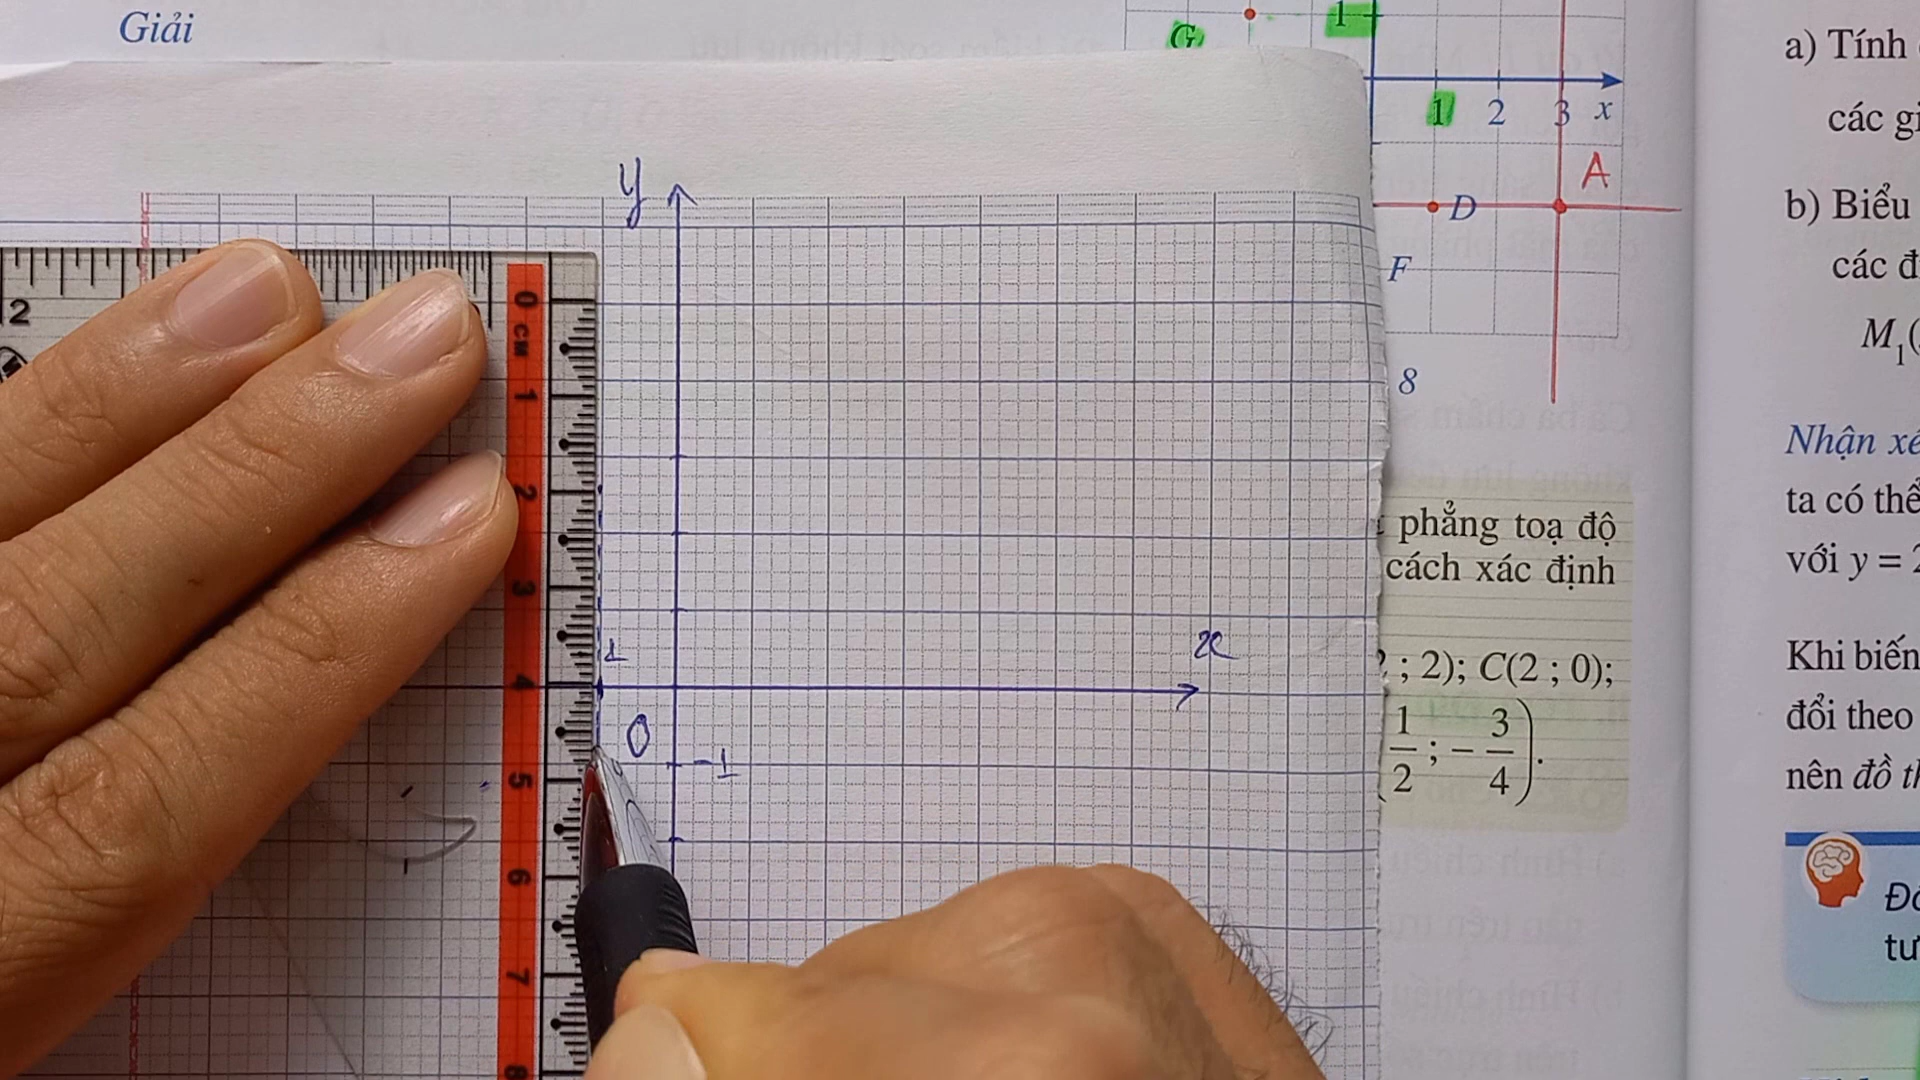 Giải
G
1
1 2 3 x
A
D
F
8
phẳng toạ độ
cách xác định
; 2); C(2 ; 0);
1/2 ; - 3/4).
y
x
1
O
-1
2
0 CM 1 2 3 4 5 6 7 8
a) Tính
các gi
b) Biểu
các đ
M₁(
Nhận xé
ta có thể
với y = 2
Khi biến
đổi theo
nên đồ th
Đo
tư